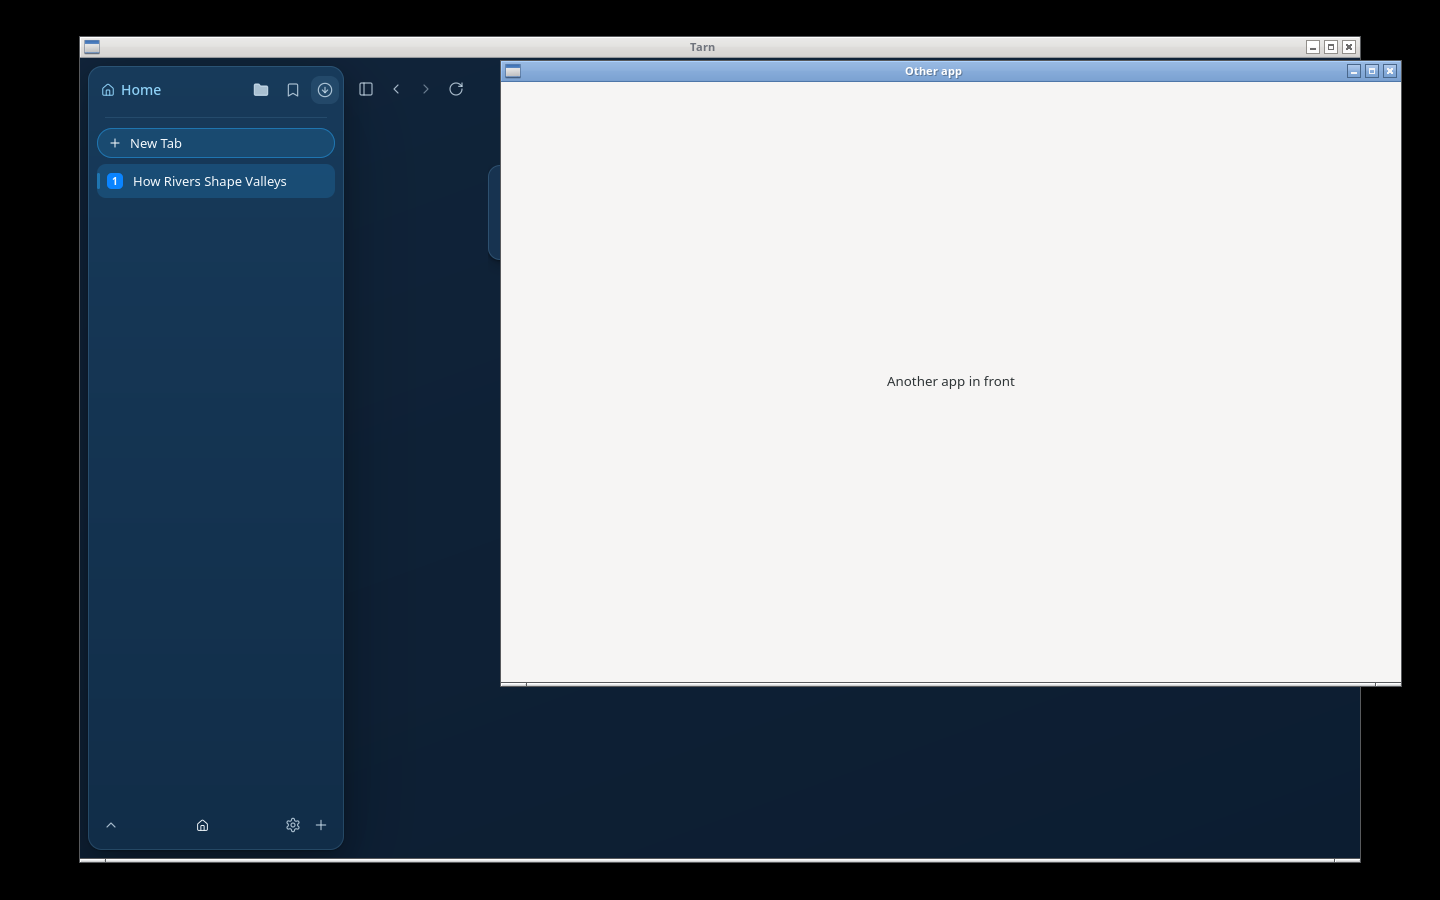 Tarn
Home
New Tab
1 How Rivers Shape Valleys
Other app
Another app in front